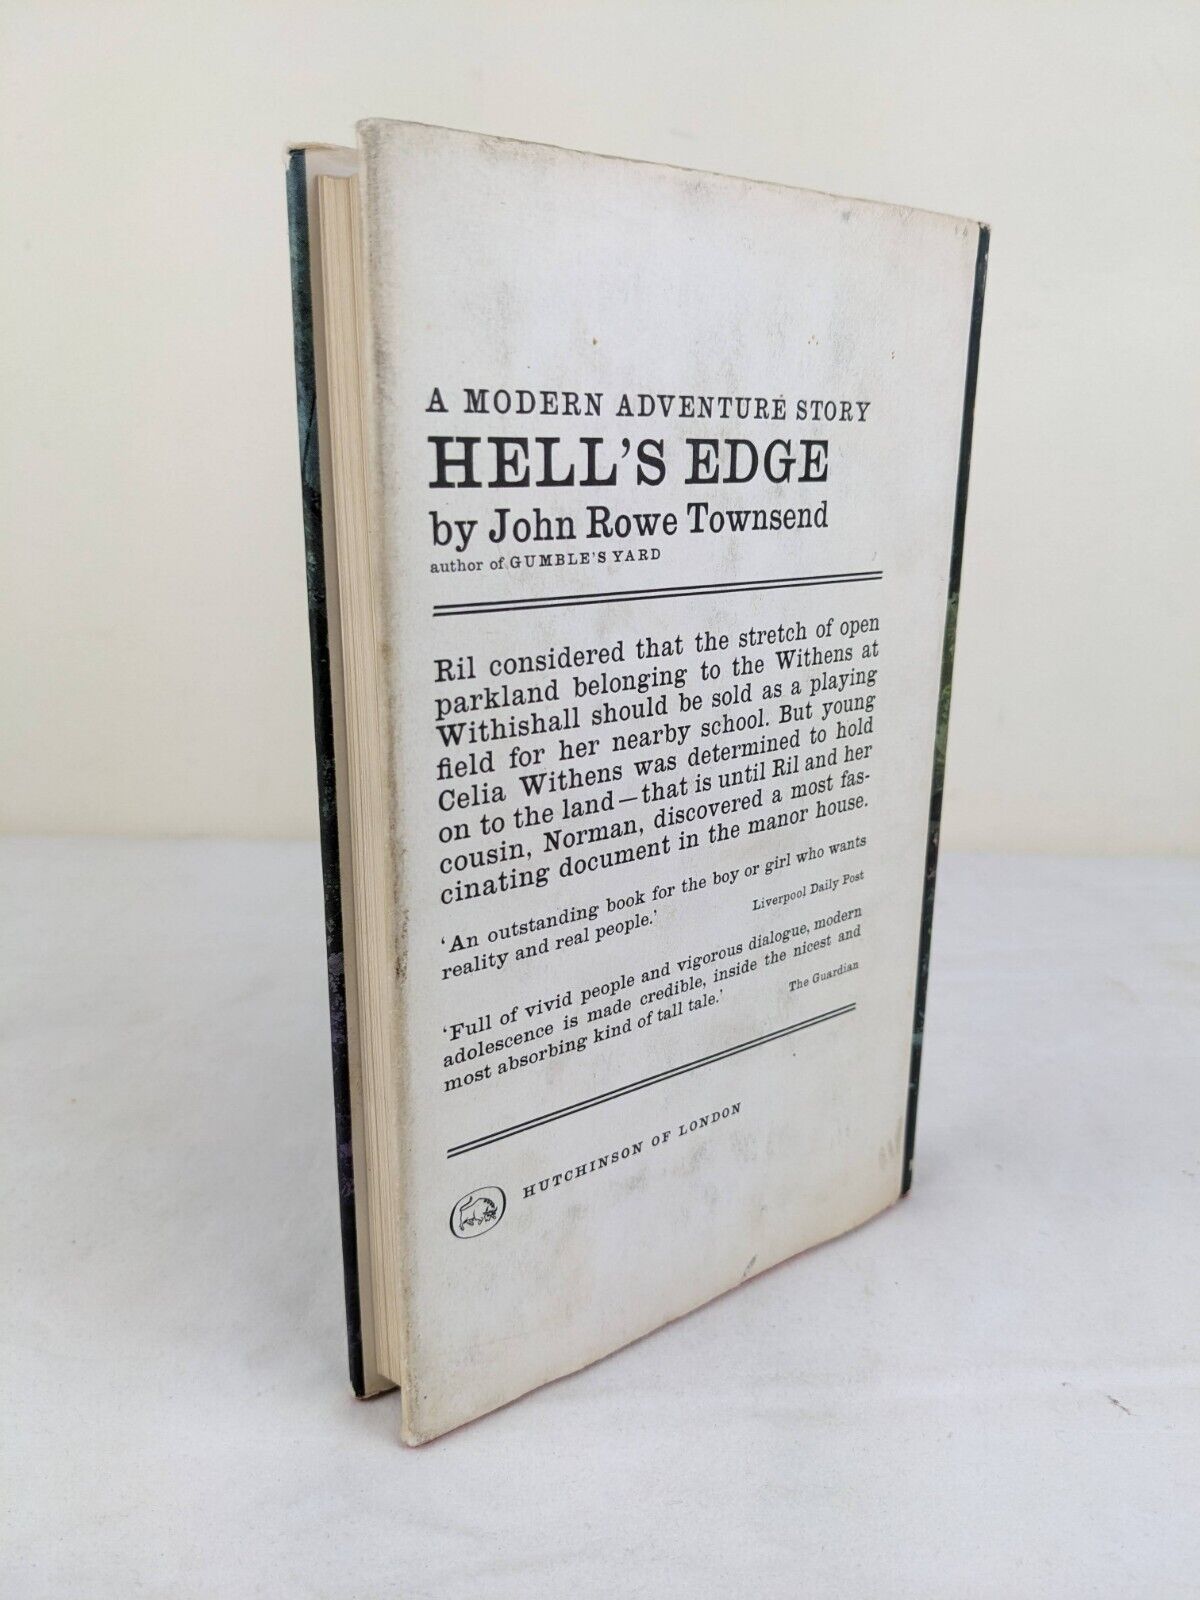 A MODERN ADVENTURE STORY
HELL'S EDGE
by John Rowe Townsend
author of GUMBLE'S YARD
Ril considered that the stretch of open
parkland belonging to the Withens at
Withishall should be sold as a playing
field for her nearby school. But young
Celia Withens was determined to hold
on to the land—that is until Ril and her
cousin, Norman, discovered a most fas-
cinating document in the manor house.
'An outstanding book for the boy or girl who wants
reality and real people.'
Liverpool Daily Post
'Full of vivid people and vigorous dialogue, modern
adolescence is made credible, inside the nicest and
most absorbing kind of tall tale.'
The Guardian
HUTCHINSON OF LONDON